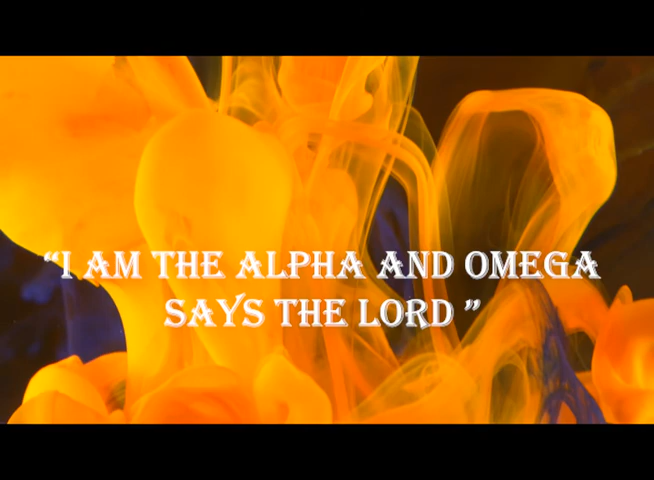 “I AM THE ALPHA AND OMEGA
SAYS THE LORD ”